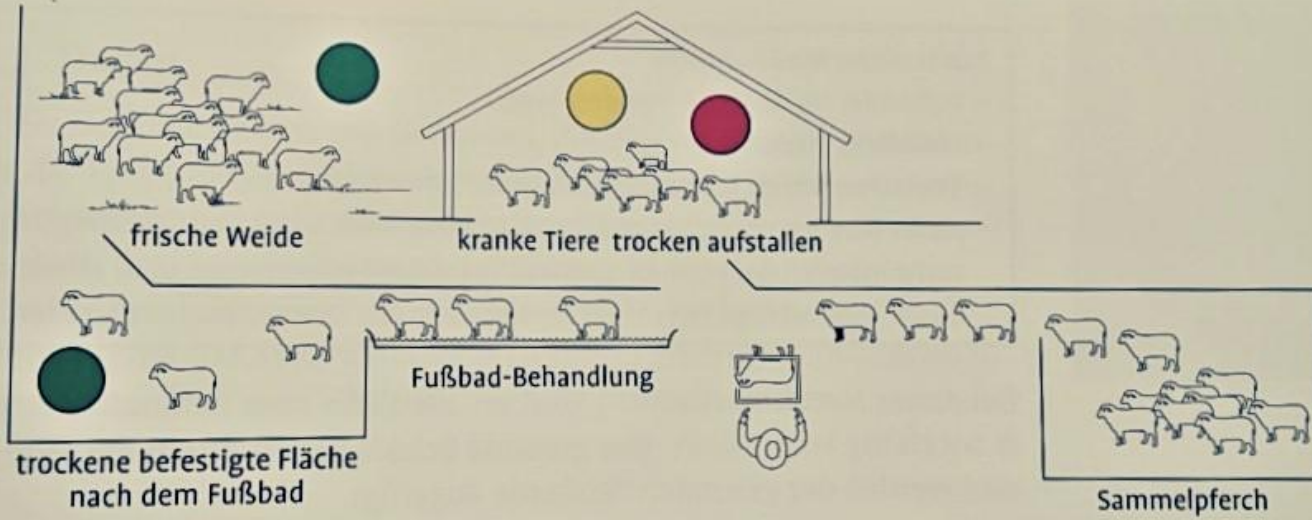 frische Weide
kranke Tiere trocken aufstallen
Fußbad-Behandlung
trockene befestigte Fläche
nach dem Fußbad
Sammelpferch